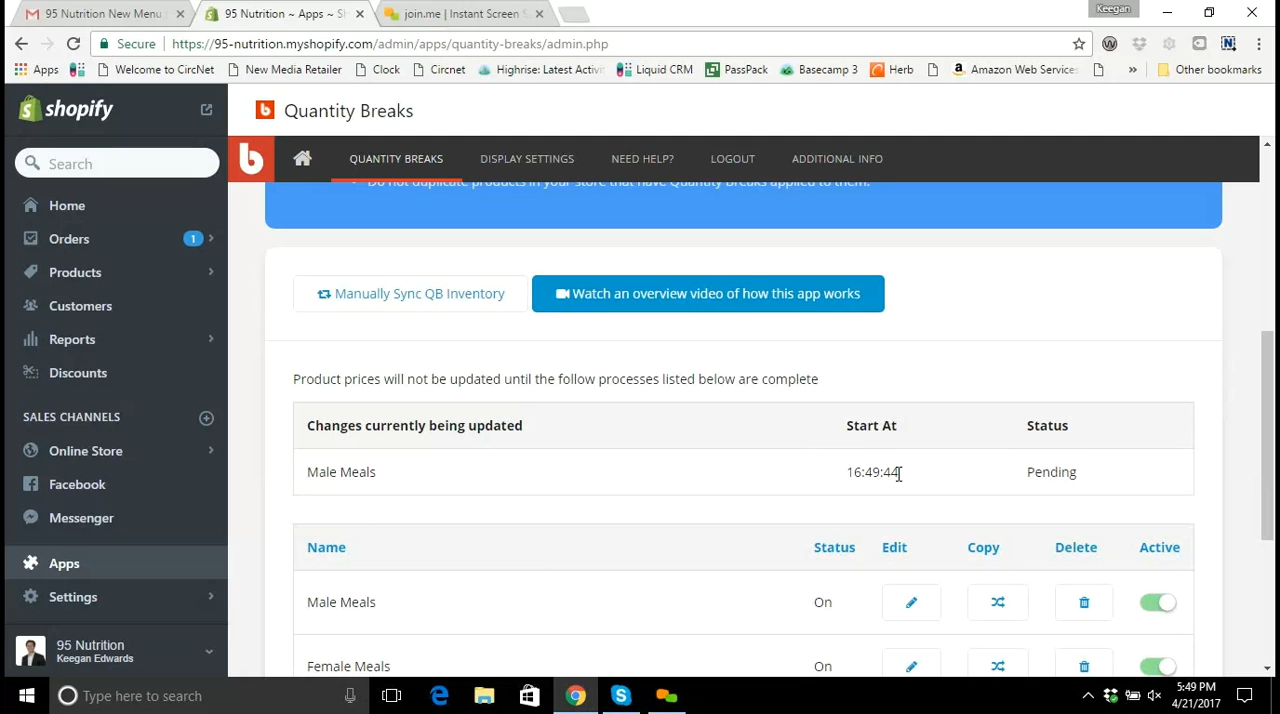 Keegan
95 Nutrition New Menu
95 Nutrition ~ Apps ~ Sh
join.me | Instant Screen S
Secure | https://95-nutrition.myshopify.com/admin/apps/quantity-breaks/admin.php
Apps
Welcome to CircNet
New Media Retailer
Clock
Circnet
Highrise: Latest Activi
Liquid CRM
PassPack
Basecamp 3
Herb
Amazon Web Services
Other bookmarks
shopify
Quantity Breaks
Search
QUANTITY BREAKS
DISPLAY SETTINGS
NEED HELP?
LOGOUT
ADDITIONAL INFO
Do not duplicate products in your store that have Quantity Breaks applied to them.
Home
Orders 1
Products
Customers
Reports
Discounts
SALES CHANNELS
Online Store
Facebook
Messenger
Apps
Settings
95 Nutrition
Keegan Edwards
Manually Sync QB Inventory
Watch an overview video of how this app works
Product prices will not be updated until the follow processes listed below are complete
Changes currently being updated Start At Status
Male Meals 16:49:44 Pending
Name Status Edit Copy Delete Active
Male Meals On
Female Meals On
Type here to search
5:49 PM
4/21/2017